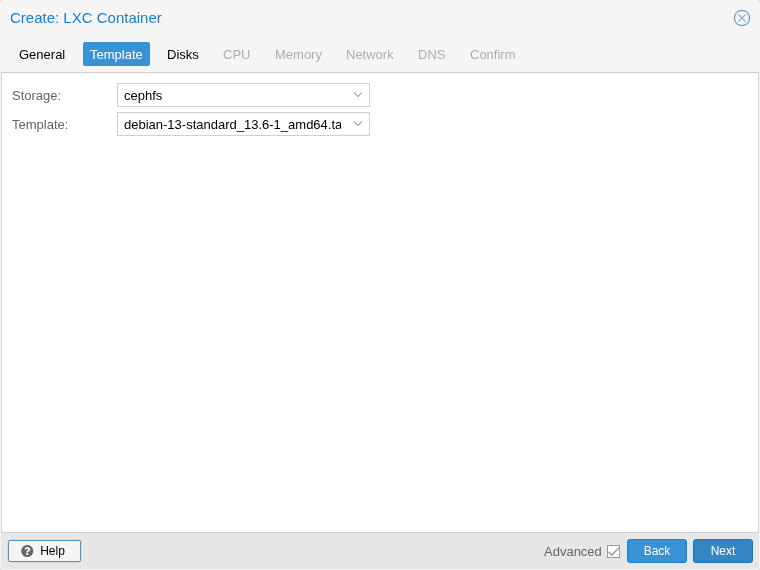 Create: LXC Container
General Template Disks CPU Memory Network DNS Confirm
Storage: cephfs
Template: debian-13-standard_13.6-1_amd64.ta
Help Advanced Back Next